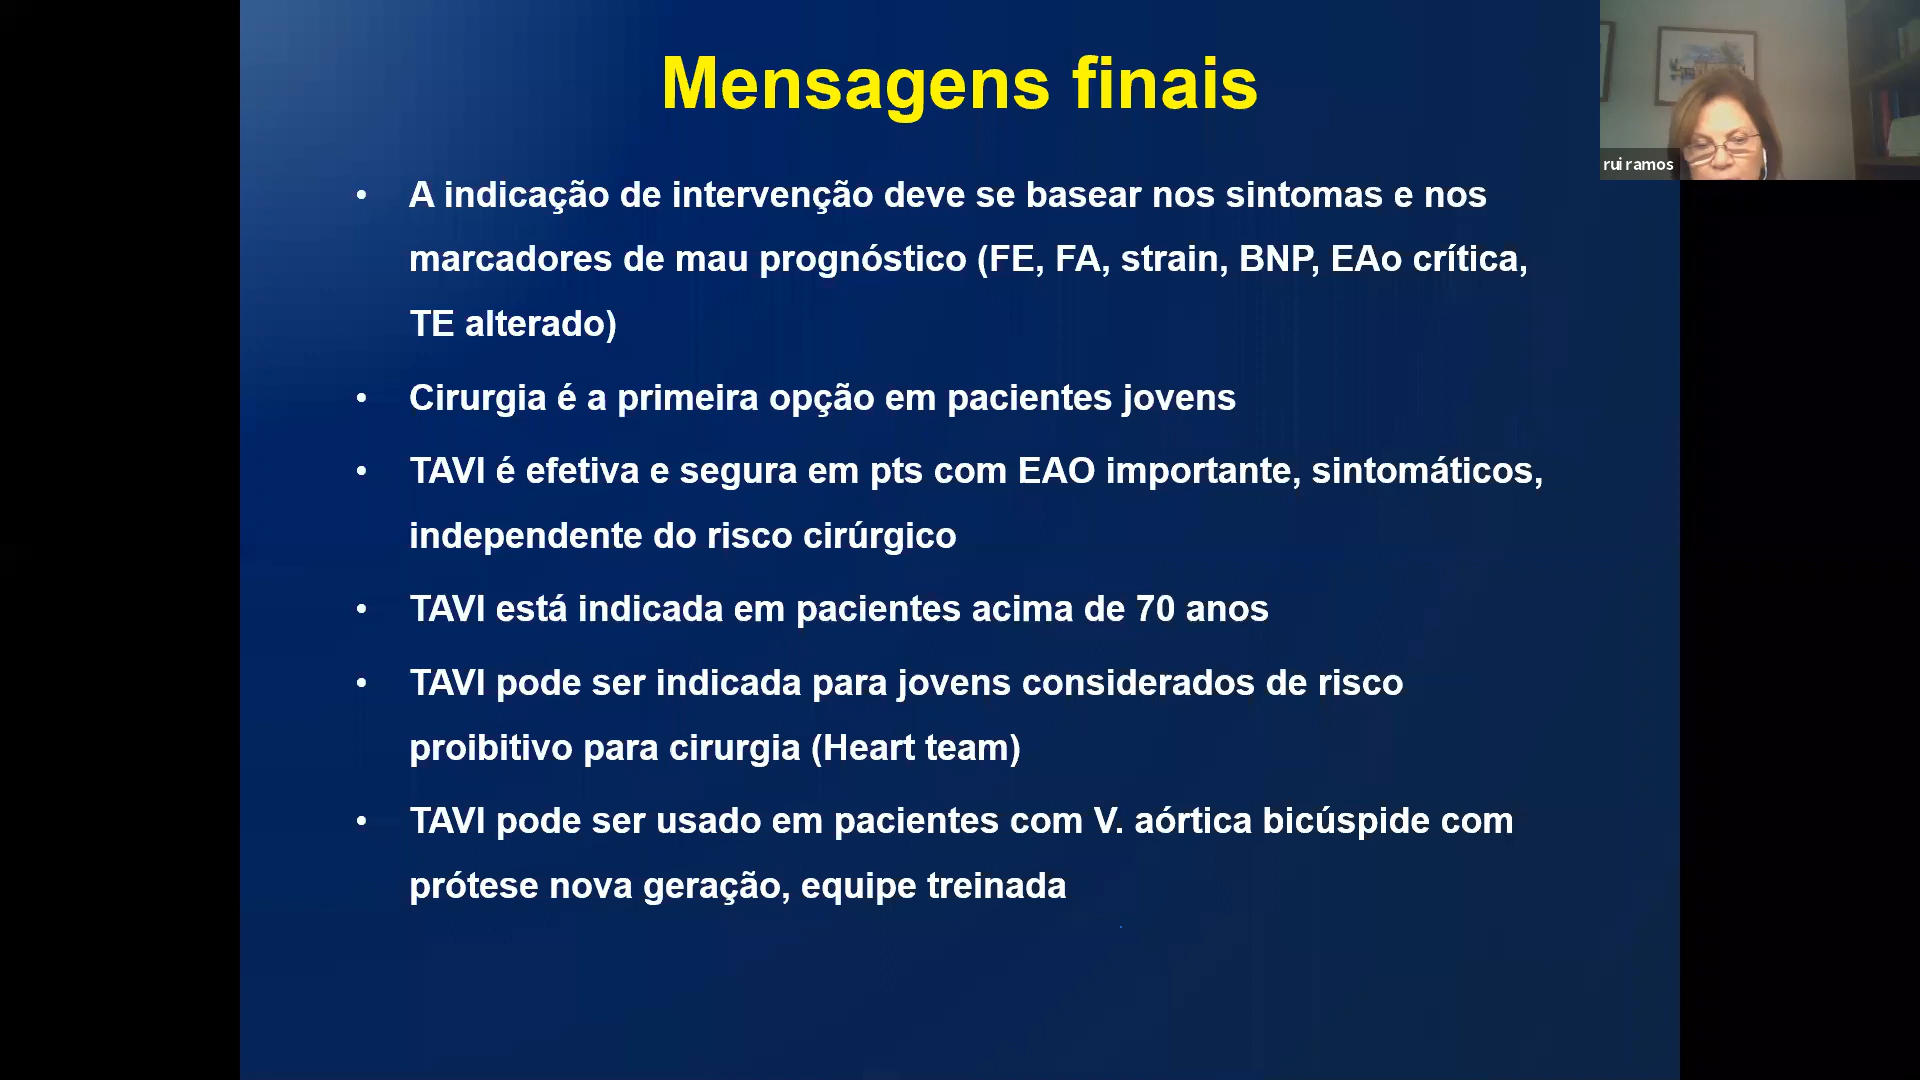 Mensagens finais
rui ramos
• A indicação de intervenção deve se basear nos sintomas e nos
marcadores de mau prognóstico (FE, FA, strain, BNP, EAo crítica,
TE alterado)
• Cirurgia é a primeira opção em pacientes jovens
• TAVI é efetiva e segura em pts com EAO importante, sintomáticos,
independente do risco cirúrgico
• TAVI está indicada em pacientes acima de 70 anos
• TAVI pode ser indicada para jovens considerados de risco
proibitivo para cirurgia (Heart team)
• TAVI pode ser usado em pacientes com V. aórtica bicúspide com
prótese nova geração, equipe treinada